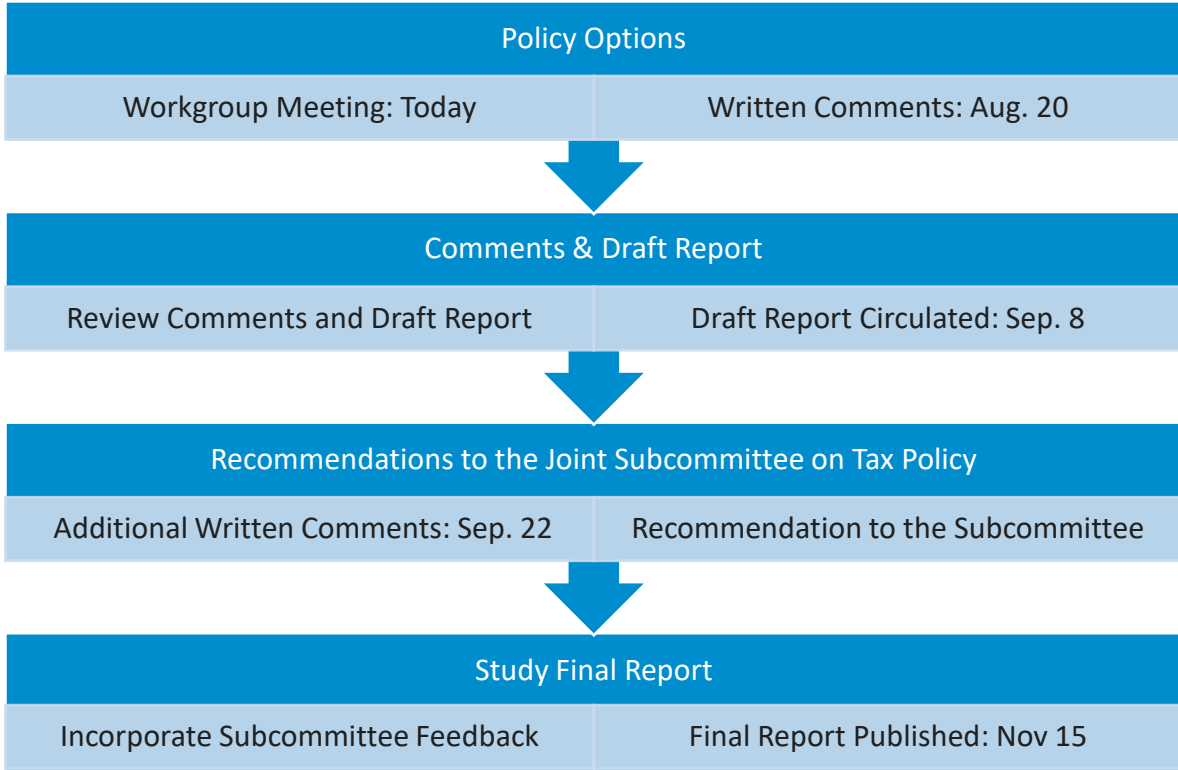 Policy Options
Workgroup Meeting: Today
Written Comments: Aug. 20
Comments & Draft Report
Review Comments and Draft Report
Draft Report Circulated: Sep. 8
Recommendations to the Joint Subcommittee on Tax Policy
Additional Written Comments: Sep. 22
Recommendation to the Subcommittee
Study Final Report
Incorporate Subcommittee Feedback
Final Report Published: Nov 15